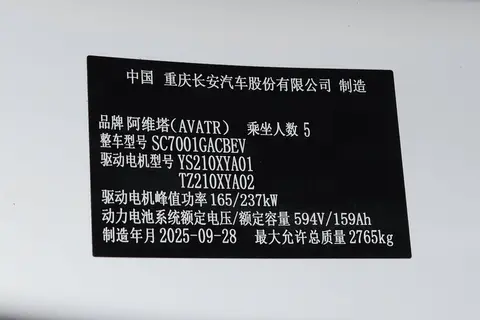 中国 重庆长安汽车股份有限公司 制造
品牌 阿维塔(AVATR) 乘坐人数 5
整车型号 SC7001GACBEV
驱动电机型号 YS210XYA01
TZ210XYA02
驱动电机峰值功率 165/237kW
动力电池系统额定电压/额定容量 594V/159Ah
制造年月 2025-09-28 最大允许总质量 2765kg